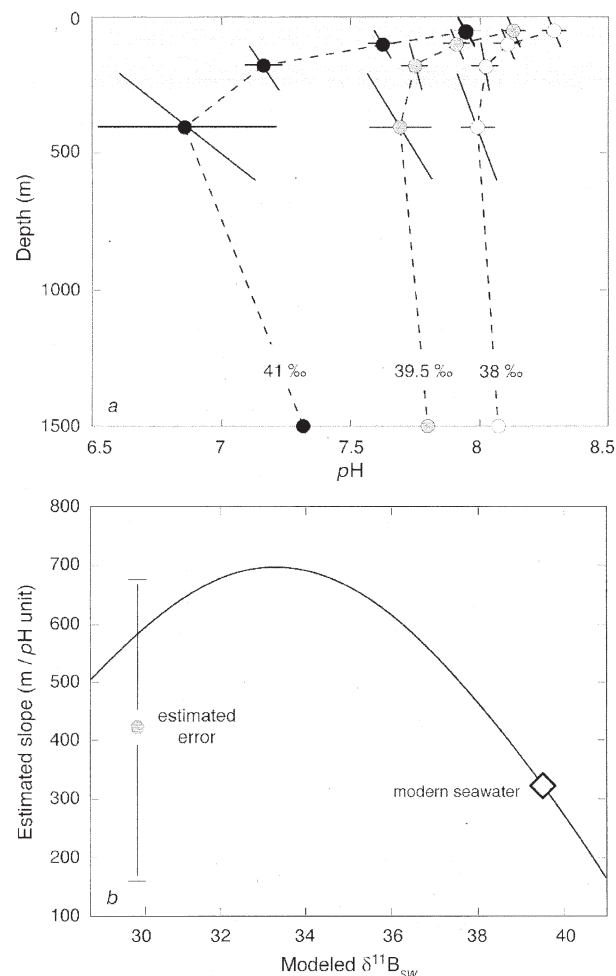 0
500
1000
1500
Depth (m)
41 ‰
39.5 ‰
38 ‰
a
6.5
7
7.5
8
8.5
pH
800
700
600
500
400
300
200
100
Estimated slope (m / pH unit)
estimated
error
modern seawater
b
30
32
34
36
38
40
Modeled δ¹¹B_SW